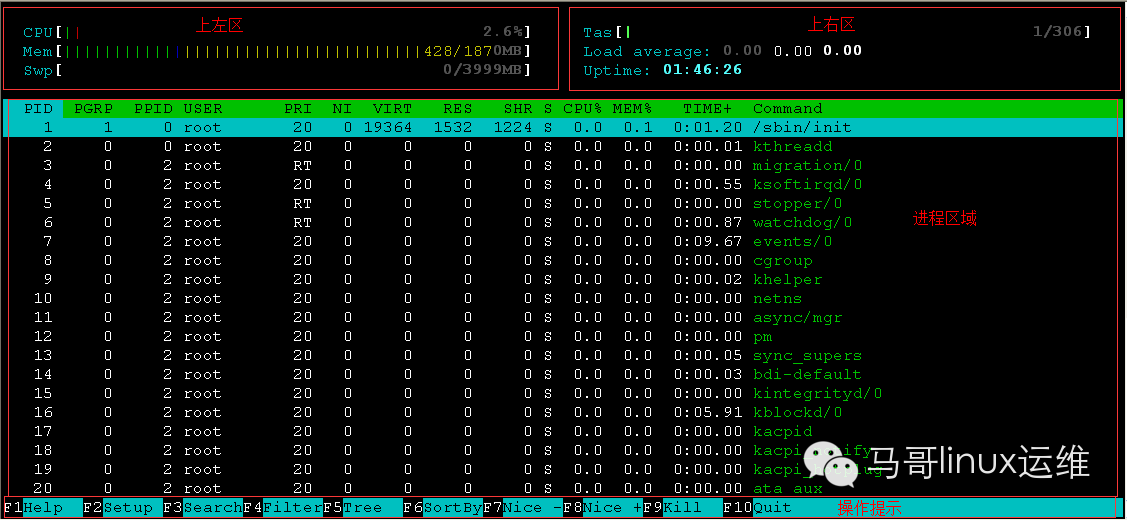 上左区
CPU[|| 2.6%]
Mem[||||||||||||||||||||||||||||||||||||428/1870MB]
Swp[ 0/3999MB]
上右区
Tas[| 1/306]
Load average: 0.00 0.00 0.00
Uptime: 01:46:26
PID PGRP PPID USER PRI NI VIRT RES SHR S CPU% MEM% TIME+ Command
1 1 0 root 20 0 19364 1532 1224 S 0.0 0.1 0:01.20 /sbin/init
2 0 0 root 20 0 0 0 0 S 0.0 0.0 0:00.01 kthreadd
3 0 2 root RT 0 0 0 0 S 0.0 0.0 0:00.00 migration/0
4 0 2 root 20 0 0 0 0 S 0.0 0.0 0:00.55 ksoftirqd/0
5 0 2 root RT 0 0 0 0 S 0.0 0.0 0:00.00 stopper/0
6 0 2 root RT 0 0 0 0 S 0.0 0.0 0:00.87 watchdog/0
进程区域
7 0 2 root 20 0 0 0 0 S 0.0 0.0 0:09.67 events/0
8 0 2 root 20 0 0 0 0 S 0.0 0.0 0:00.00 cgroup
9 0 2 root 20 0 0 0 0 S 0.0 0.0 0:00.02 khelper
10 0 2 root 20 0 0 0 0 S 0.0 0.0 0:00.00 netns
11 0 2 root 20 0 0 0 0 S 0.0 0.0 0:00.00 async/mgr
12 0 2 root 20 0 0 0 0 S 0.0 0.0 0:00.00 pm
13 0 2 root 20 0 0 0 0 S 0.0 0.0 0:00.05 sync_supers
14 0 2 root 20 0 0 0 0 S 0.0 0.0 0:00.03 bdi-default
15 0 2 root 20 0 0 0 0 S 0.0 0.0 0:00.00 kintegrityd/0
16 0 2 root 20 0 0 0 0 S 0.0 0.0 0:05.91 kblockd/0
17 0 2 root 20 0 0 0 0 S 0.0 0.0 0:00.00 kacpid
18 0 2 root 20 0 0 0 0 S 0.0 0.0 0:00.00
19 0 2 root 20 0 0 0 0 S 0.0 0.0 0:00.00
马哥linux运维
20 0 2 root 20 0 0 0 0 S 0.0 0.0 0:00.00 ata_aux
F1Help F2Setup F3SearchF4FilterF5Tree F6SortByF7Nice -F8Nice +F9Kill F10Quit 操作提示